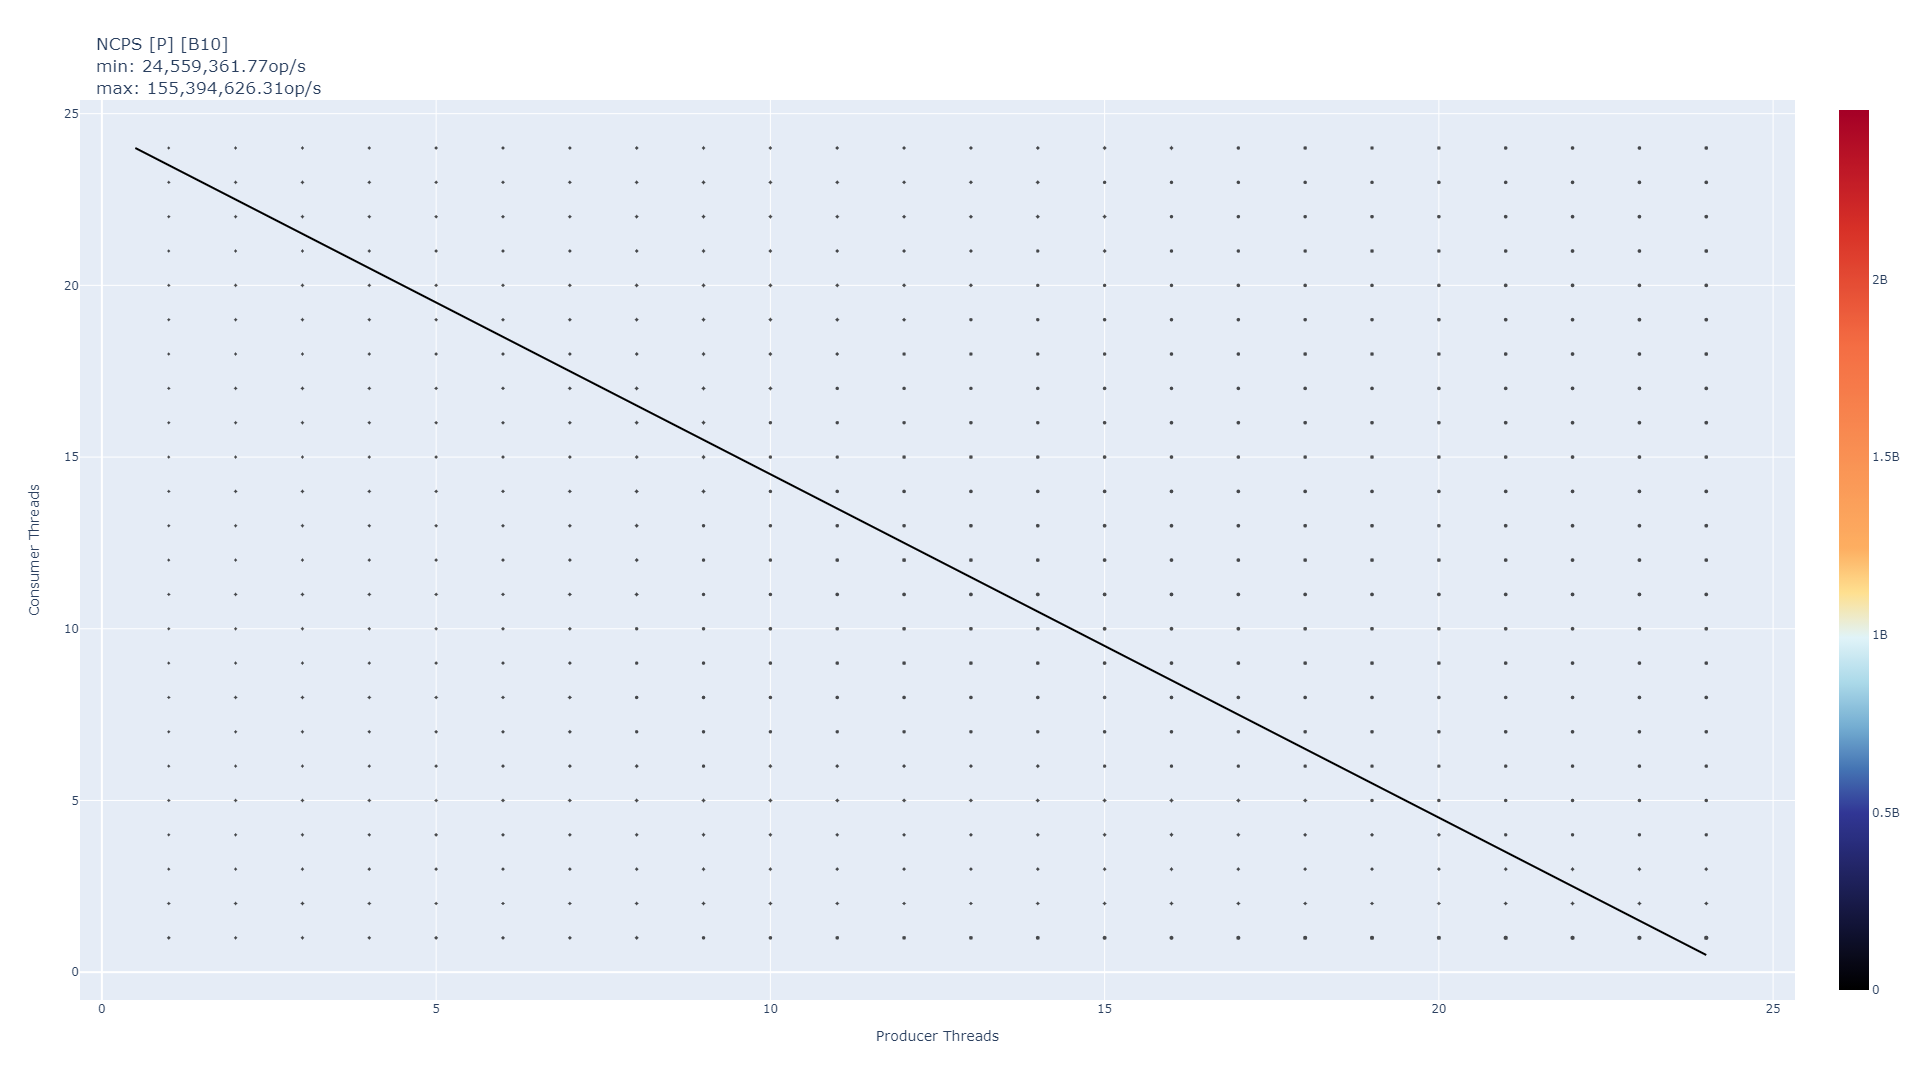 NCPS [P] [B10]
min: 24,559,361.77op/s
max: 155,394,626.31op/s
25
20
15
10
5
0
Consumer Threads
0
5
10
15
20
25
Producer Threads
2B
1.5B
1B
0.5B
0